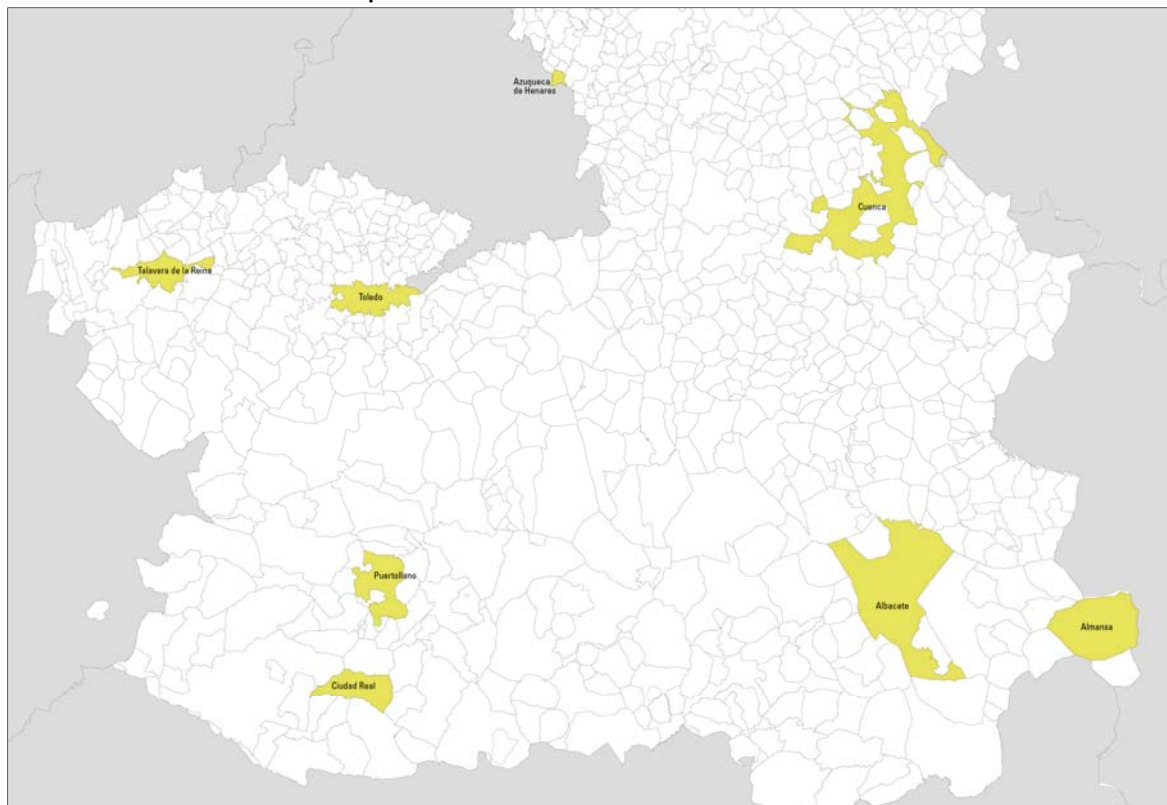 Azuqueca
de Henares
Cuenca
Talavera de la Reina
Toledo
Puertollano
Albacete
Almansa
Ciudad Real